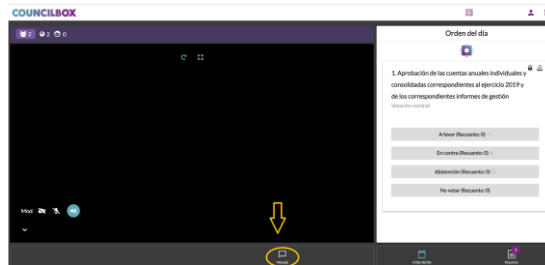 COUNCILBOX
2 2 0
Orden del día
1. Aprobación de las cuentas anuales individuales y
consolidadas correspondientes al ejercicio 2019 y
de los correspondientes informes de gestión
Votación nominal
A favor (Recuento: 0)
En contra (Recuento: 0)
Abstención (Recuento: 0)
No votar (Recuento: 0)
Mod
Mensaje
Orden del día
Resumen